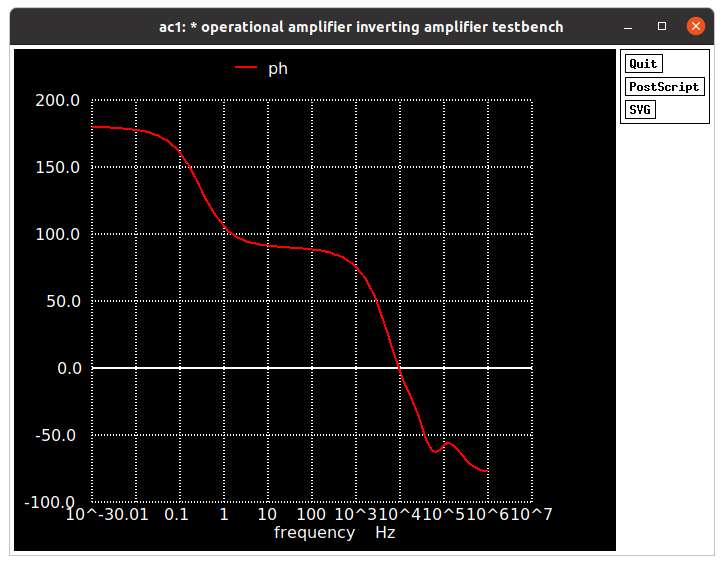 ac1: * operational amplifier inverting amplifier testbench
Quit
PostScript
SVG
ph
200.0
150.0
100.0
50.0
0.0
-50.0
-100.0
10^-30.01 0.1 1 10 100 10^310^410^510^610^7
frequency Hz